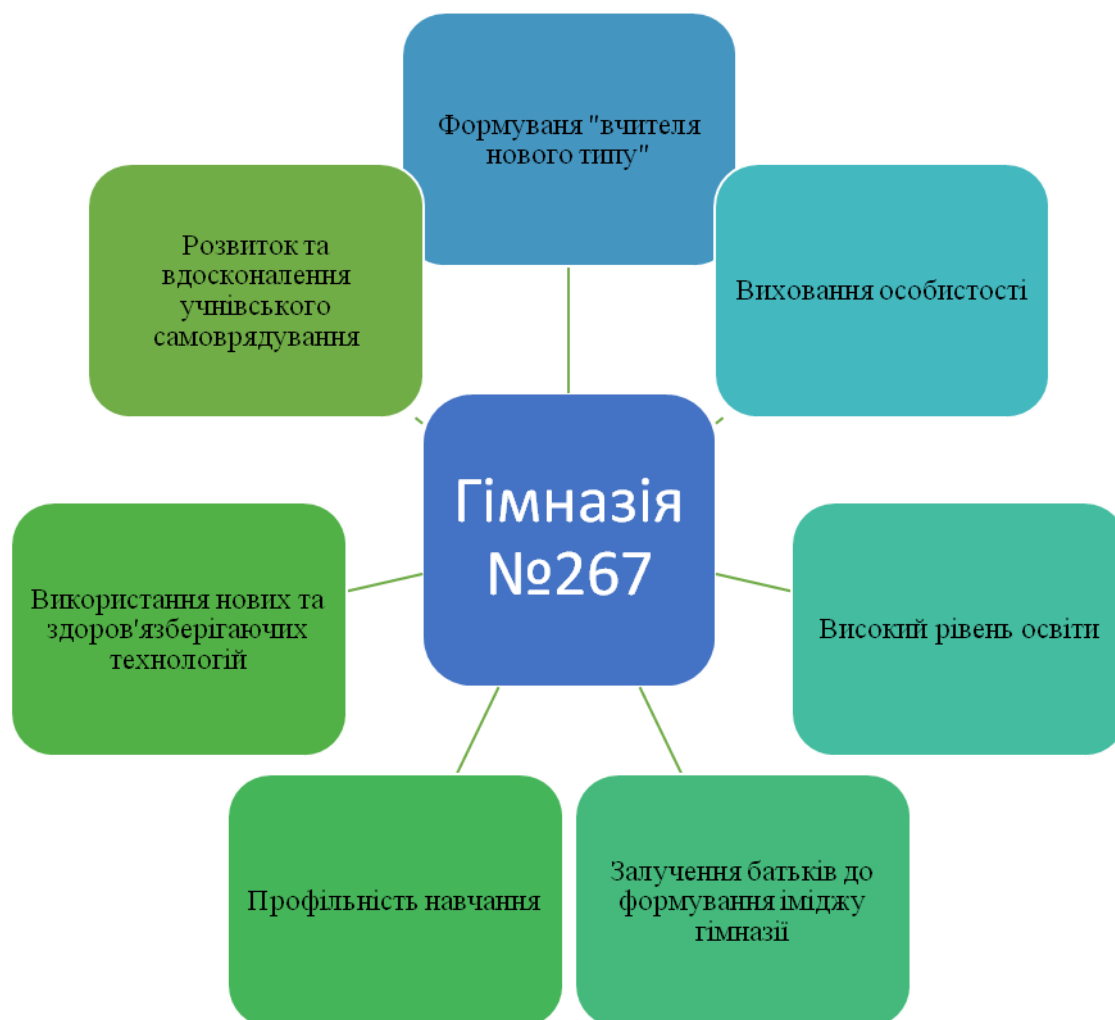 Формуваня "вчителя
нового типу"
Розвиток та
вдосконалення
учнівського
самоврядування
Виховання особистості
Гімназія
№267
Використання нових та
здоров'язберігаючих
технологій
Високий рівень освіти
Профільність навчання
Залучення батьків до
формування іміджу
гімназії